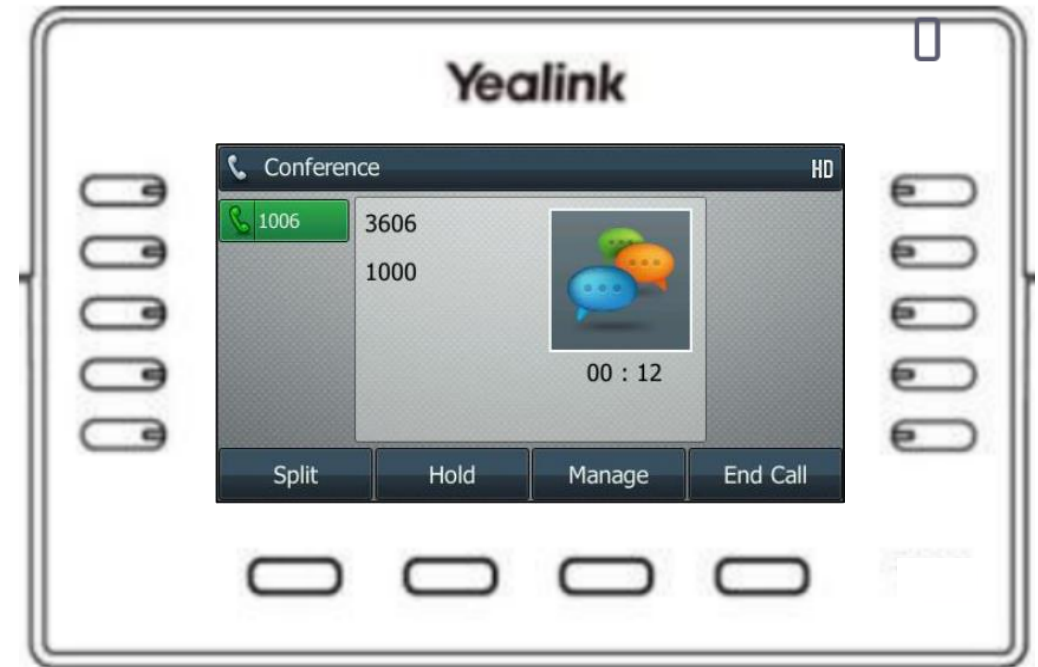 Yealink
Conference HD
1006
3606
1000
00 : 12
Split Hold Manage End Call